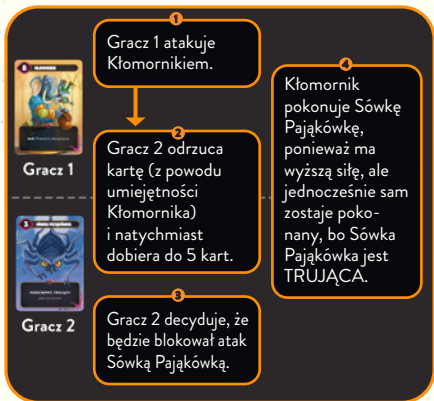 1
Gracz 1 atakuje
Kłomornikiem.
8
Gracz 1
2
Gracz 2 odrzuca
kartę (z powodu
umiejętności
Kłomornika)
i natychmiast
dobiera do 5 kart.
3
Gracz 2
3
Gracz 2 decyduje, że
będzie blokował atak
Sówką Pająkówką.
4
Kłomornik
pokonuje Sówkę
Pająkówkę,
ponieważ ma
wyższą siłę, ale
jednocześnie sam
zostaje poko-
nany, bo Sówka
Pająkówka jest
TRUJĄCA.